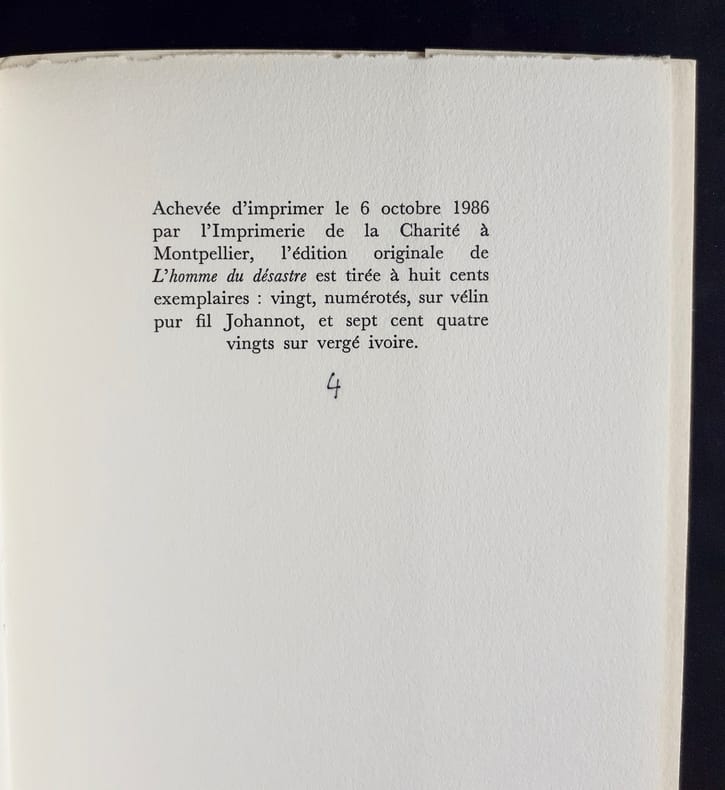 Achevée d'imprimer le 6 octobre 1986
par l'Imprimerie de la Charité à
Montpellier, l'édition originale de
L'homme du désastre est tirée à huit cents
exemplaires : vingt, numérotés, sur vélin
pur fil Johannot, et sept cent quatre
vingts sur vergé ivoire.
4